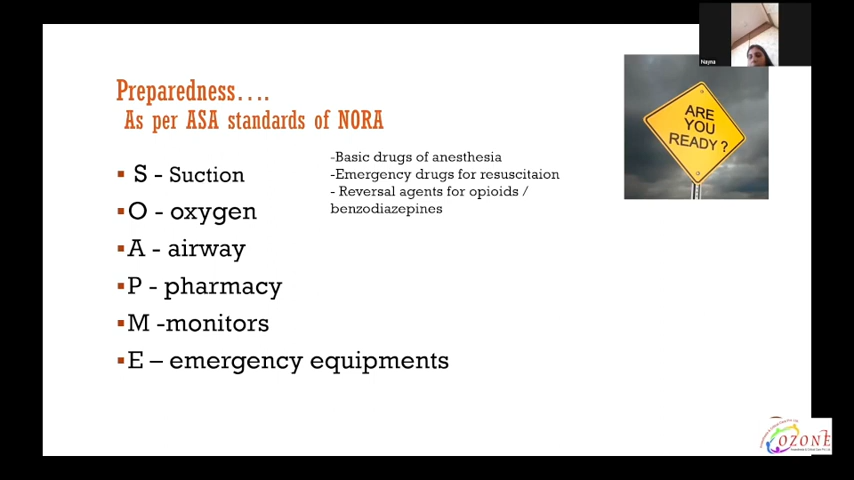 Nayna
Preparedness....
As per ASA standards of NORA
ARE
YOU
READY?
-Basic drugs of anesthesia
-Emergency drugs for resuscitaion
- Reversal agents for opioids /
benzodiazepines
S - Suction
O - oxygen
A - airway
P - pharmacy
M -monitors
E – emergency equipments
OZONE